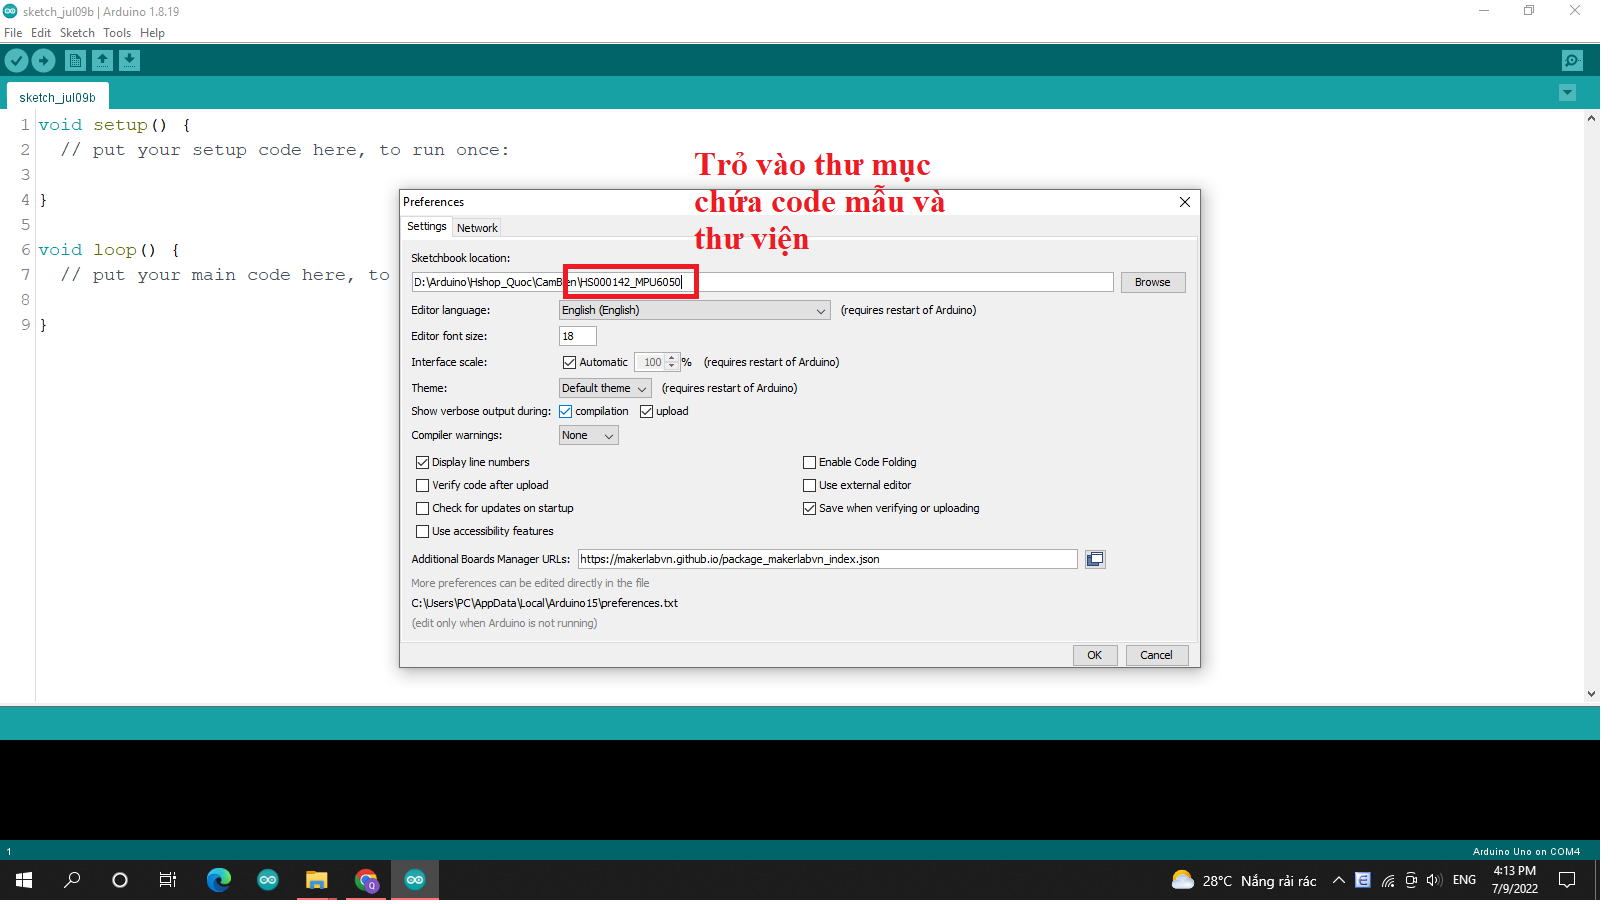 sketch_jul09b | Arduino 1.8.19
File Edit Sketch Tools Help
sketch_jul09b
1 void setup() {
2 // put your setup code here, to run once:
3
4 }
5
6 void loop() {
7 // put your main code here, to
8
9 }
Trỏ vào thư mục
chứa code mẫu và
thư viện
Preferences
Settings Network
Sketchbook location:
D:\Arduino\Hshop_Quoc\CamBien\HS000142_MPU6050 Browse
Editor language: English (English) (requires restart of Arduino)
Editor font size: 18
Interface scale: Automatic 100 % (requires restart of Arduino)
Theme: Default theme (requires restart of Arduino)
Show verbose output during: compilation upload
Compiler warnings: None
Display line numbers Enable Code Folding
Verify code after upload Use external editor
Check for updates on startup Save when verifying or uploading
Use accessibility features
Additional Boards Manager URLs: https://makerlabvn.github.io/package_makerlabvn_index.json
More preferences can be edited directly in the file
C:\Users\PC\AppData\Local\Arduino15\preferences.txt
(edit only when Arduino is not running)
OK Cancel
1 Arduino Uno on COM4
Q 28°C Nắng rải rác E ENG 4:13 PM
7/9/2022